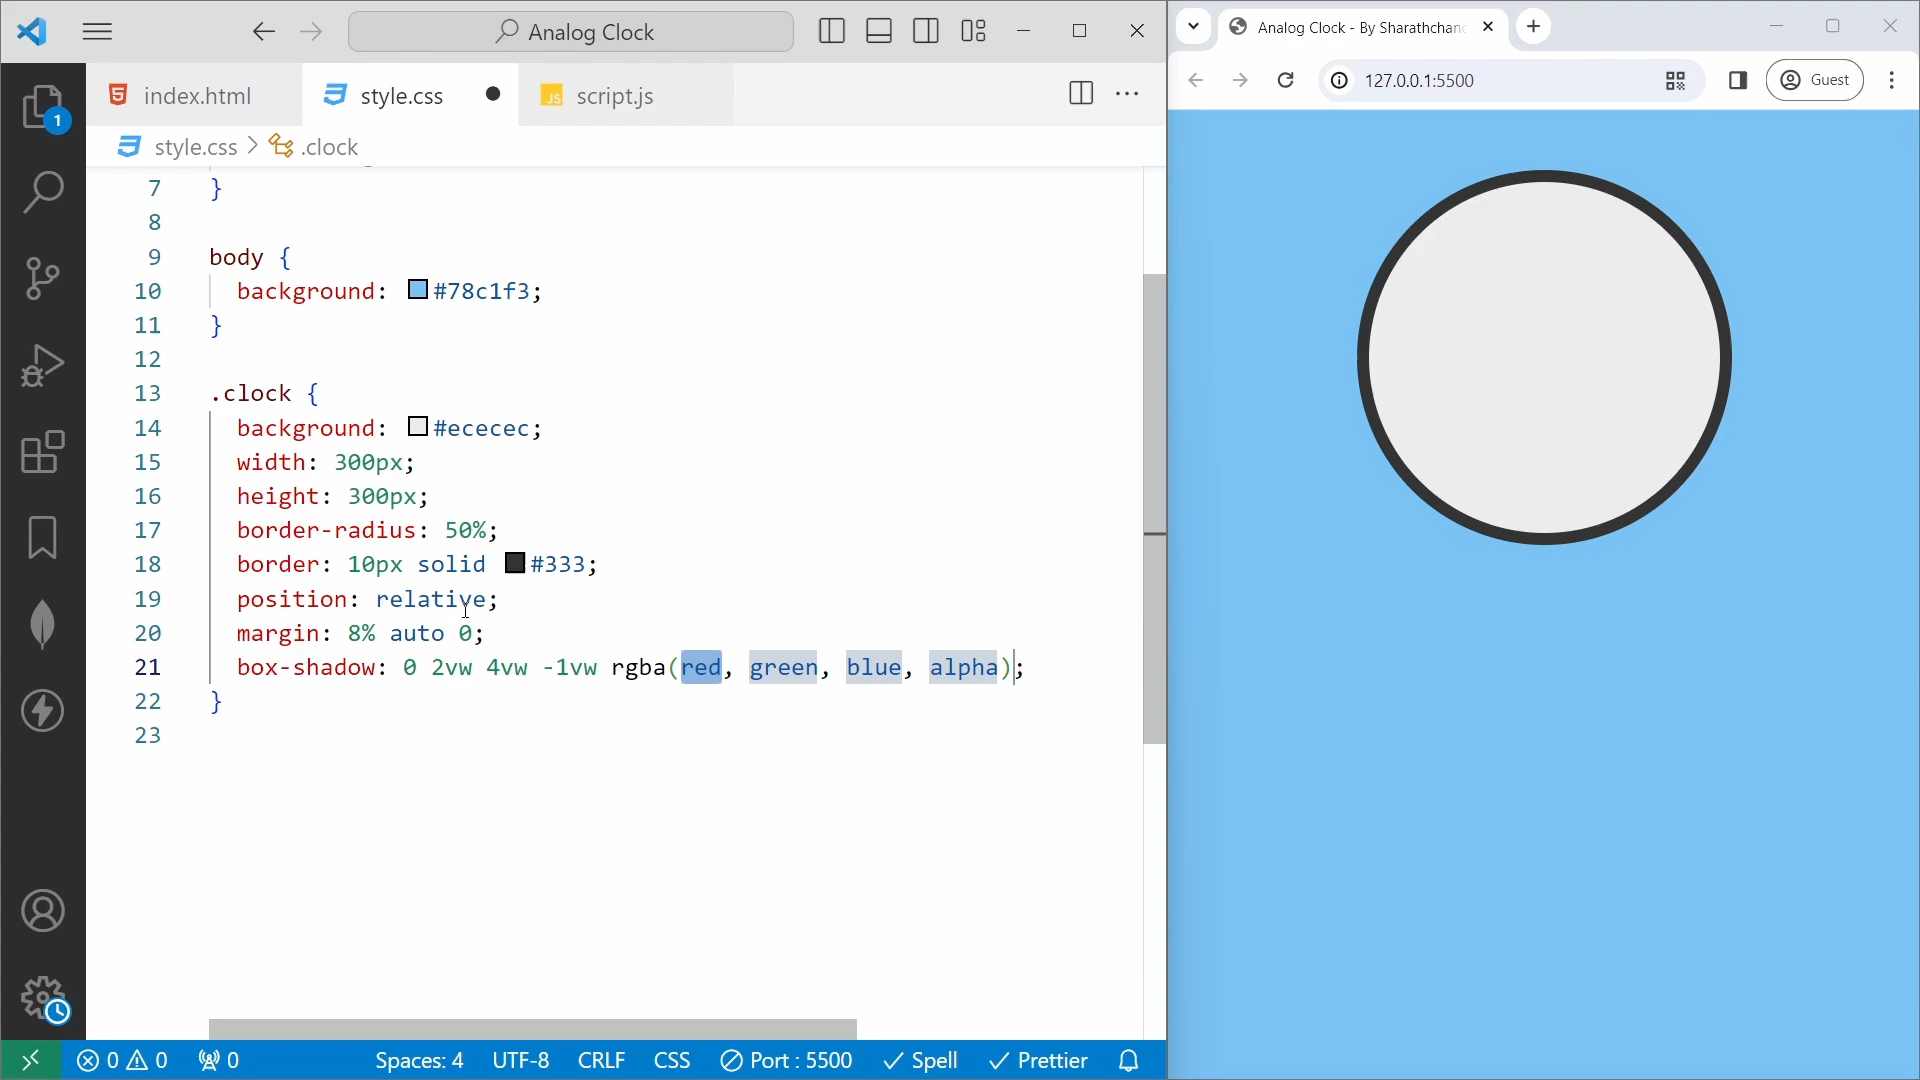 Analog Clock
Analog Clock - By Sharathchan
127.0.0.1:5500
Guest
index.html
style.css
script.js
1
style.css > .clock
7 }
8
9 body {
10 background: #78c1f3;
11 }
12
13 .clock {
14 background: #ececec;
15 width: 300px;
16 height: 300px;
17 border-radius: 50%;
18 border: 10px solid #333;
19 position: relative;
20 margin: 8% auto 0;
21 box-shadow: 0 2vw 4vw -1vw rgba(red, green, blue, alpha);
22 }
23
0 0 0 Spaces: 4 UTF-8 CRLF CSS Port : 5500 Spell Prettier